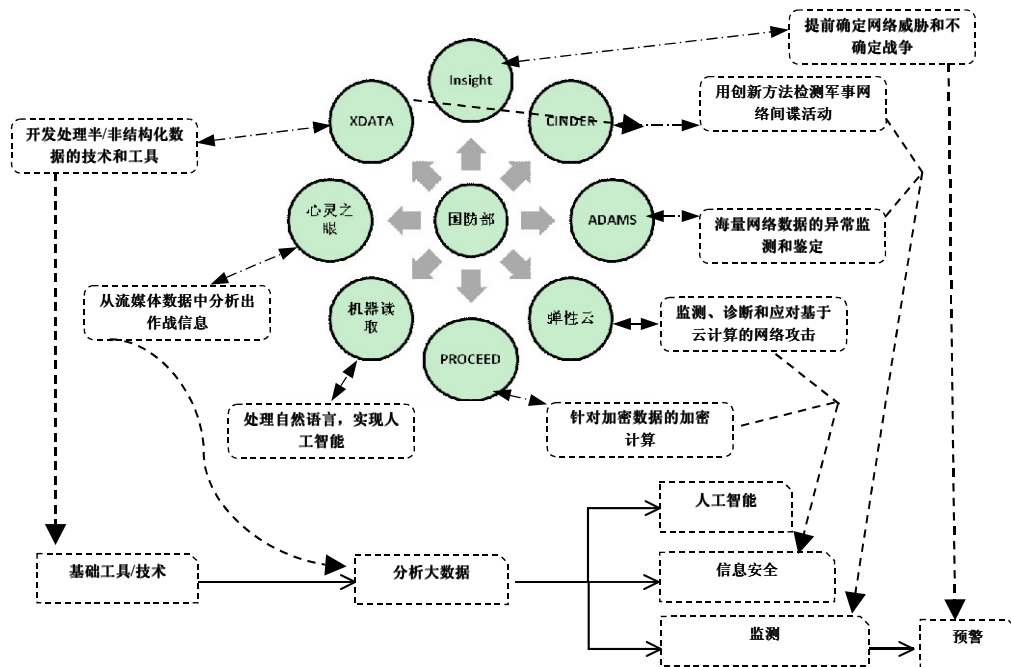 提前确定网络威胁和不
确定战争
Insight
用创新方法检测军事网
络间谍活动
XDATA
CINDER
开发处理半/非结构化数
据的技术和工具
心灵之
眼
国防部
ADAMS
海量网络数据的异常监
测和鉴定
从流媒体数据中分析出
作战信息
机器读
取
弹性云
监测、诊断和应对基于
云计算的网络攻击
PROCEED
处理自然语言，实现人
工智能
针对加密数据的加密
计算
人工智能
基础工具/技术
分析大数据
信息安全
监测
预警